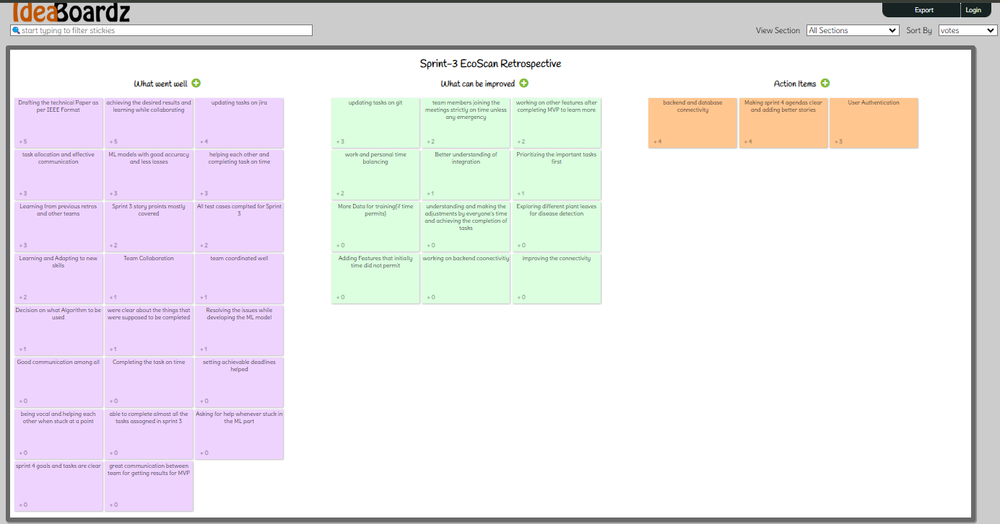 IdeaBoardz
Export
Login
start typing to filter stickies
View Section
All Sections
Sort By
votes
Sprint-3 EcoScan Retrospective
What went well
Drafting the technical Paper as
per IEEE Format
+5
achieving the desired results and
learning while collaborating
+5
updating tasks on jira
+4
task allocation and effective
communication
+3
ML models with good accuracy
and less losses
+3
helping each other and
completing task on time
+3
Learning from previous retros
and other teams
+3
Sprint 3 story proints mostly
covered
+2
All test cases complted for Sprint
3
+2
Learning and Adapting to new
skills
+2
Team Collaboration
+1
team coordinated well
+1
Decision on what Algorithm to be
used
+1
were clear about the things that
were supposed to be completed
+1
Resolving the issues while
developing the ML model
+1
Good communication among all
+0
Completing the task on time
+0
setting achievable deadlines
helped
+0
being vocal and helping each
other when stuck at a point
+0
able to complete almost all the
tasks assogned in sprint 3
+0
Asking for help whenever stuck in
the ML part
+0
sprint 4 goals and tasks are clear
+0
great communication between
team for getting results for MVP
+0
What can be improved
updating tasks on git
+3
team members joining the
meetings strictly on time unless
any emergency
+2
working on other features after
completing MVP to learn more
+2
work and personal time
balancing
+2
Better understanding of
integration
+1
Prioritizing the important tasks
first
+1
More Data for training(if time
permits)
+0
understanding and making the
adjustments by everyone's time
and achieving the completion of
tasks
+0
Exploring different plant leaves
for disease detection
+0
Adding Features that initially
time did not permit
+0
working on backend coonectivitiy
+0
improving the connectivity
+0
Action Items
backend and database
connectivity
+4
Making sprint 4 agendas clear
and adding better stories
+4
User Authentication
+3